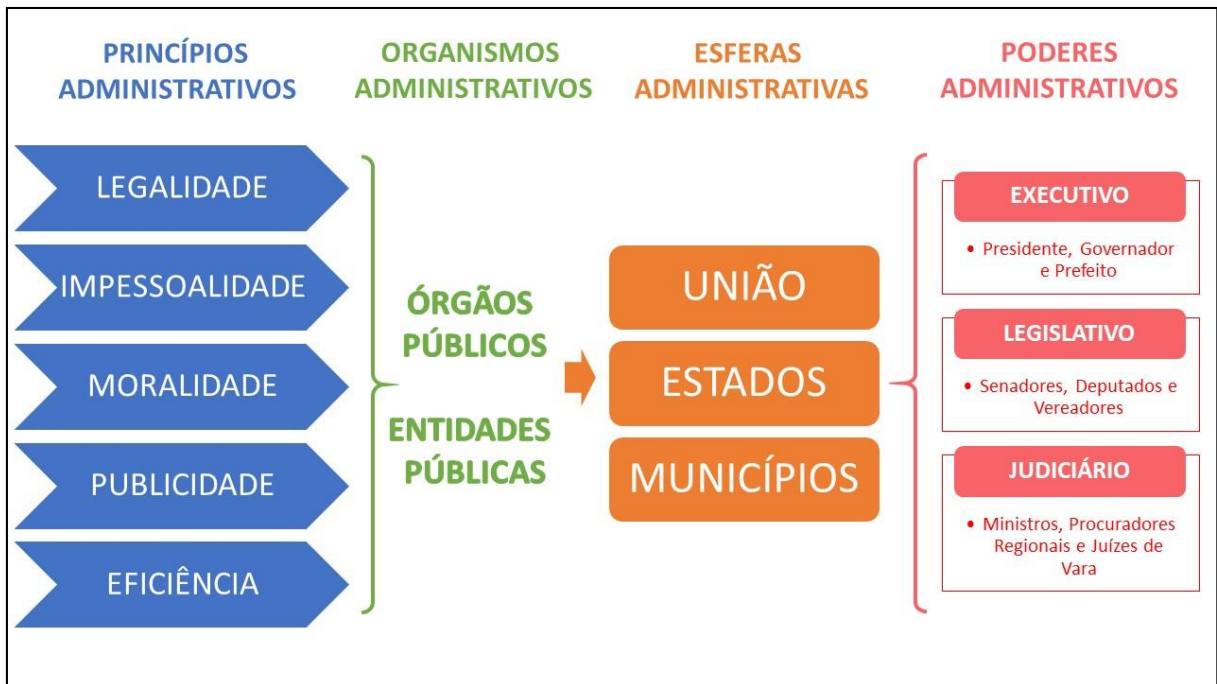 PRINCÍPIOS
ADMINISTRATIVOS
LEGALIDADE
IMPESSOALIDADE
MORALIDADE
PUBLICIDADE
EFICIÊNCIA
ORGANISMOS
ADMINISTRATIVOS
ÓRGÃOS
PÚBLICOS
ENTIDADES
PÚBLICAS
ESFERAS
ADMINISTRATIVAS
UNIÃO
ESTADOS
MUNICÍPIOS
PODERES
ADMINISTRATIVOS
EXECUTIVO
• Presidente, Governador
e Prefeito
LEGISLATIVO
• Senadores, Deputados e
Vereadores
JUDICIÁRIO
• Ministros, Procuradores
Regionais e Juízes de
Vara